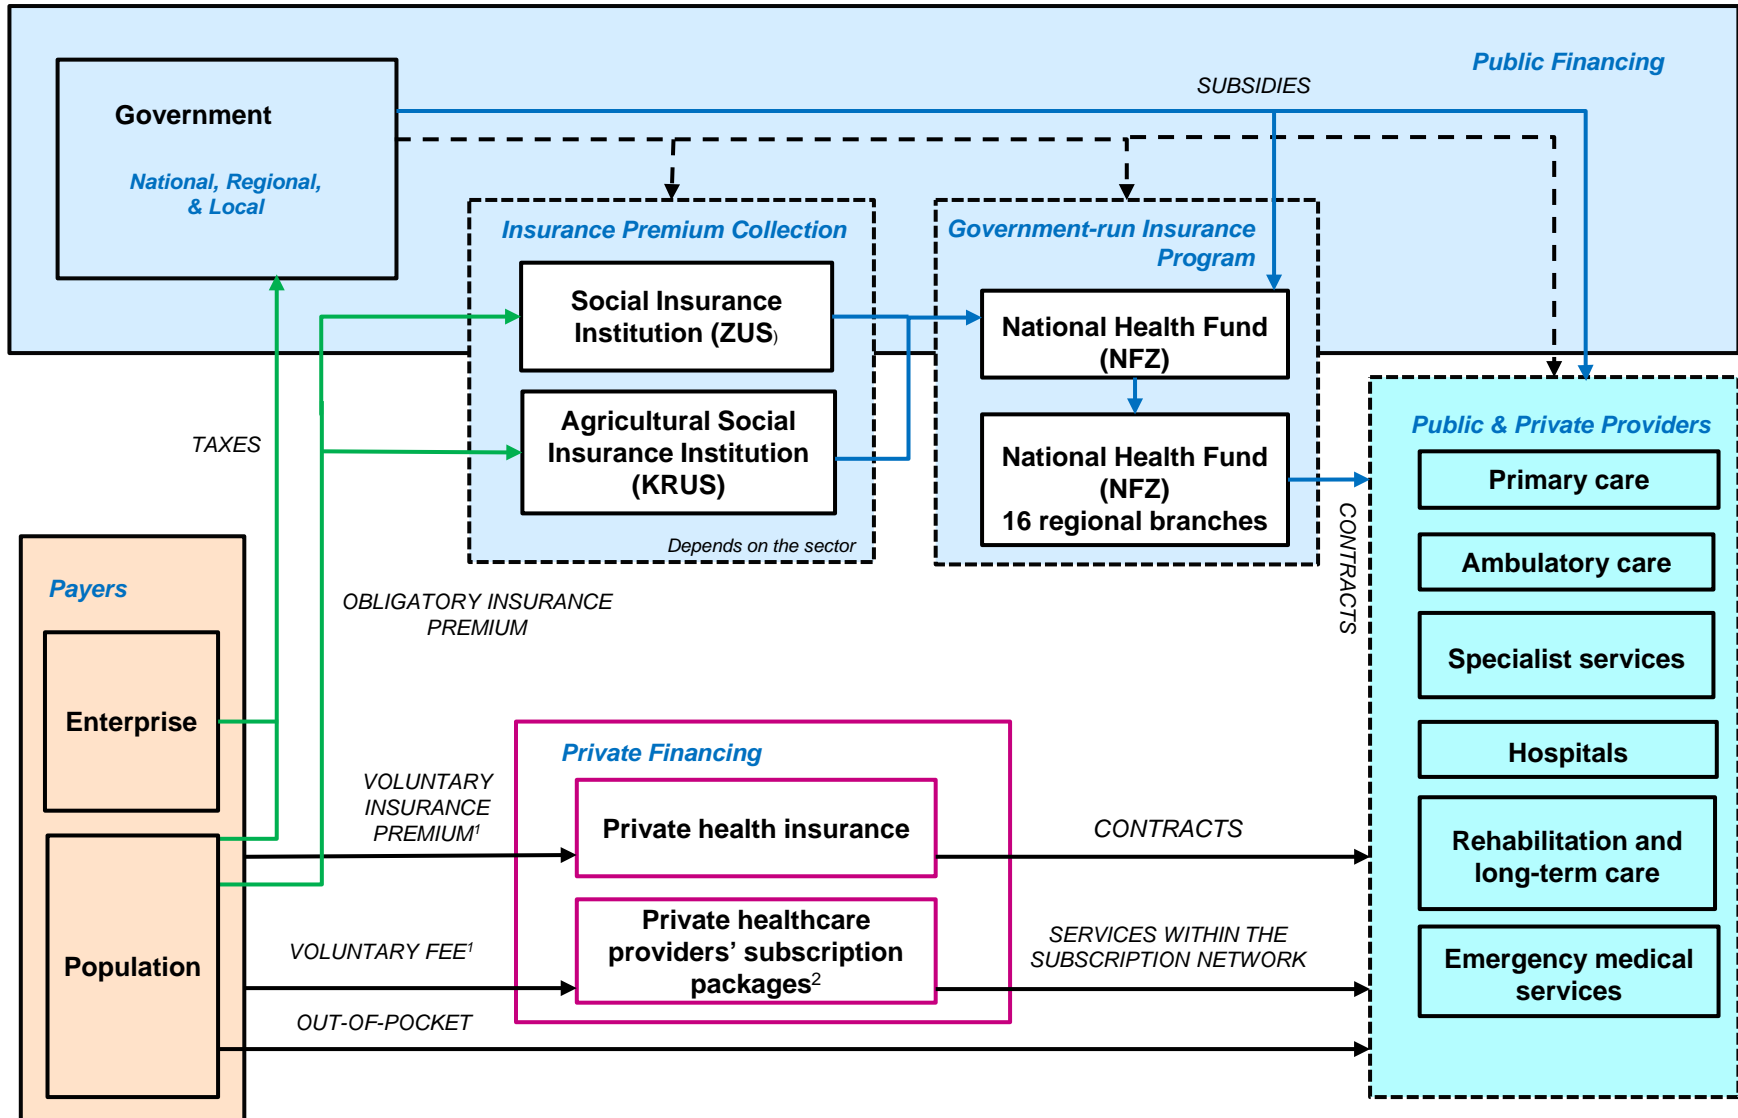 Public Financing
SUBSIDIES
Government
National, Regional,
& Local
Insurance Premium Collection
Social Insurance
Institution (ZUS)
Agricultural Social
Insurance Institution
(KRUS)
Depends on the sector
Government-run Insurance
Program
National Health Fund
(NFZ)
National Health Fund
(NFZ)
16 regional branches
CONTRACTS
TAXES
OBLIGATORY INSURANCE
PREMIUM
Payers
Enterprise
Population
VOLUNTARY
INSURANCE
PREMIUM¹
VOLUNTARY FEE¹
OUT-OF-POCKET
Private Financing
Private health insurance
Private healthcare
providers’ subscription
packages²
CONTRACTS
SERVICES WITHIN THE
SUBSCRIPTION NETWORK
Public & Private Providers
Primary care
Ambulatory care
Specialist services
Hospitals
Rehabilitation and
long-term care
Emergency medical
services